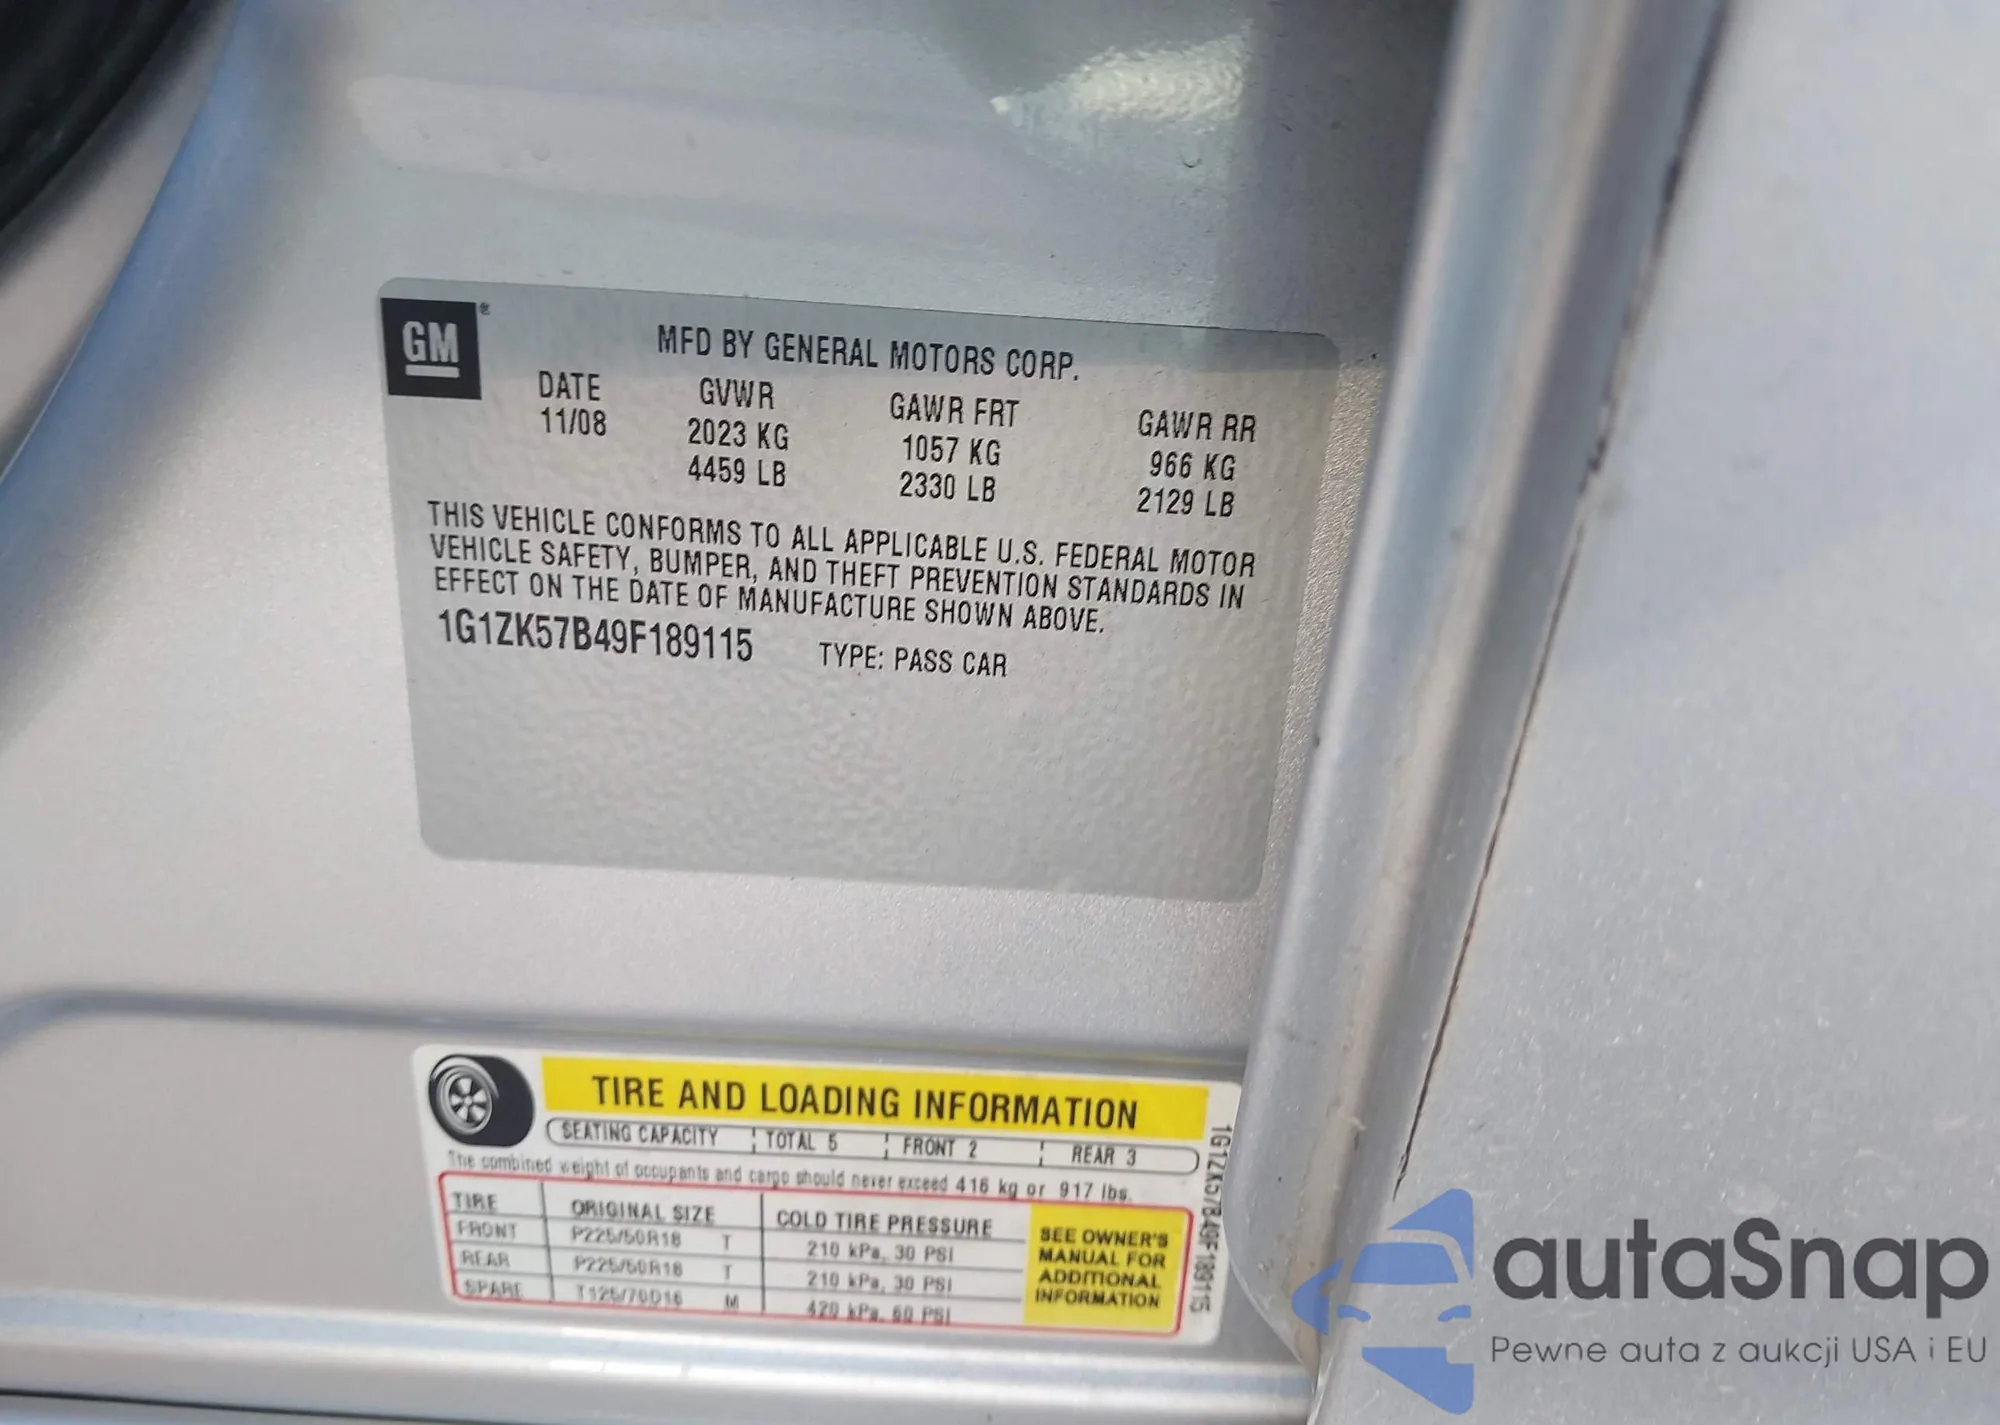 GM ®
MFD BY GENERAL MOTORS CORP.
DATE GVWR GAWR FRT GAWR RR
11/08 2023 KG 1057 KG 966 KG
4459 LB 2330 LB 2129 LB
THIS VEHICLE CONFORMS TO ALL APPLICABLE U.S. FEDERAL MOTOR
VEHICLE SAFETY, BUMPER, AND THEFT PREVENTION STANDARDS IN
EFFECT ON THE DATE OF MANUFACTURE SHOWN ABOVE.
1G1ZK57B49F189115 TYPE: PASS CAR
TIRE AND LOADING INFORMATION
SEATING CAPACITY TOTAL 5 FRONT 2 REAR 3
The combined weight of occupants and cargo should never exceed 416 kg or 917 lbs.
TIRE ORIGINAL SIZE COLD TIRE PRESSURE
FRONT P225/50R18 T 210 kPa, 30 PSI
REAR P225/50R18 T 210 kPa, 30 PSI
SPARE T125/70D16 M 420 kPa, 60 PSI
SEE OWNER'S
MANUAL FOR
ADDITIONAL
INFORMATION
1G1ZK57B49F189115
autaSnap
Pewne auta z aukcji USA i EU